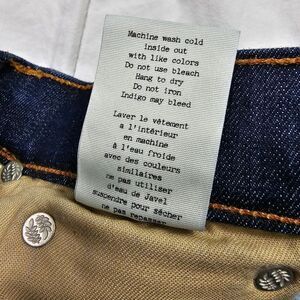 Machine wash cold
inside out
with like colors
Do not use bleach
Hang to dry
Do not iron
Indigo may bleed
Laver le vêtement
a l'intérieur
en machine
à l'eau froide
avec des couleurs
similaires
ne pas utiliser
d'eau de Javel
suspendre pour sécher
ne pas repasser